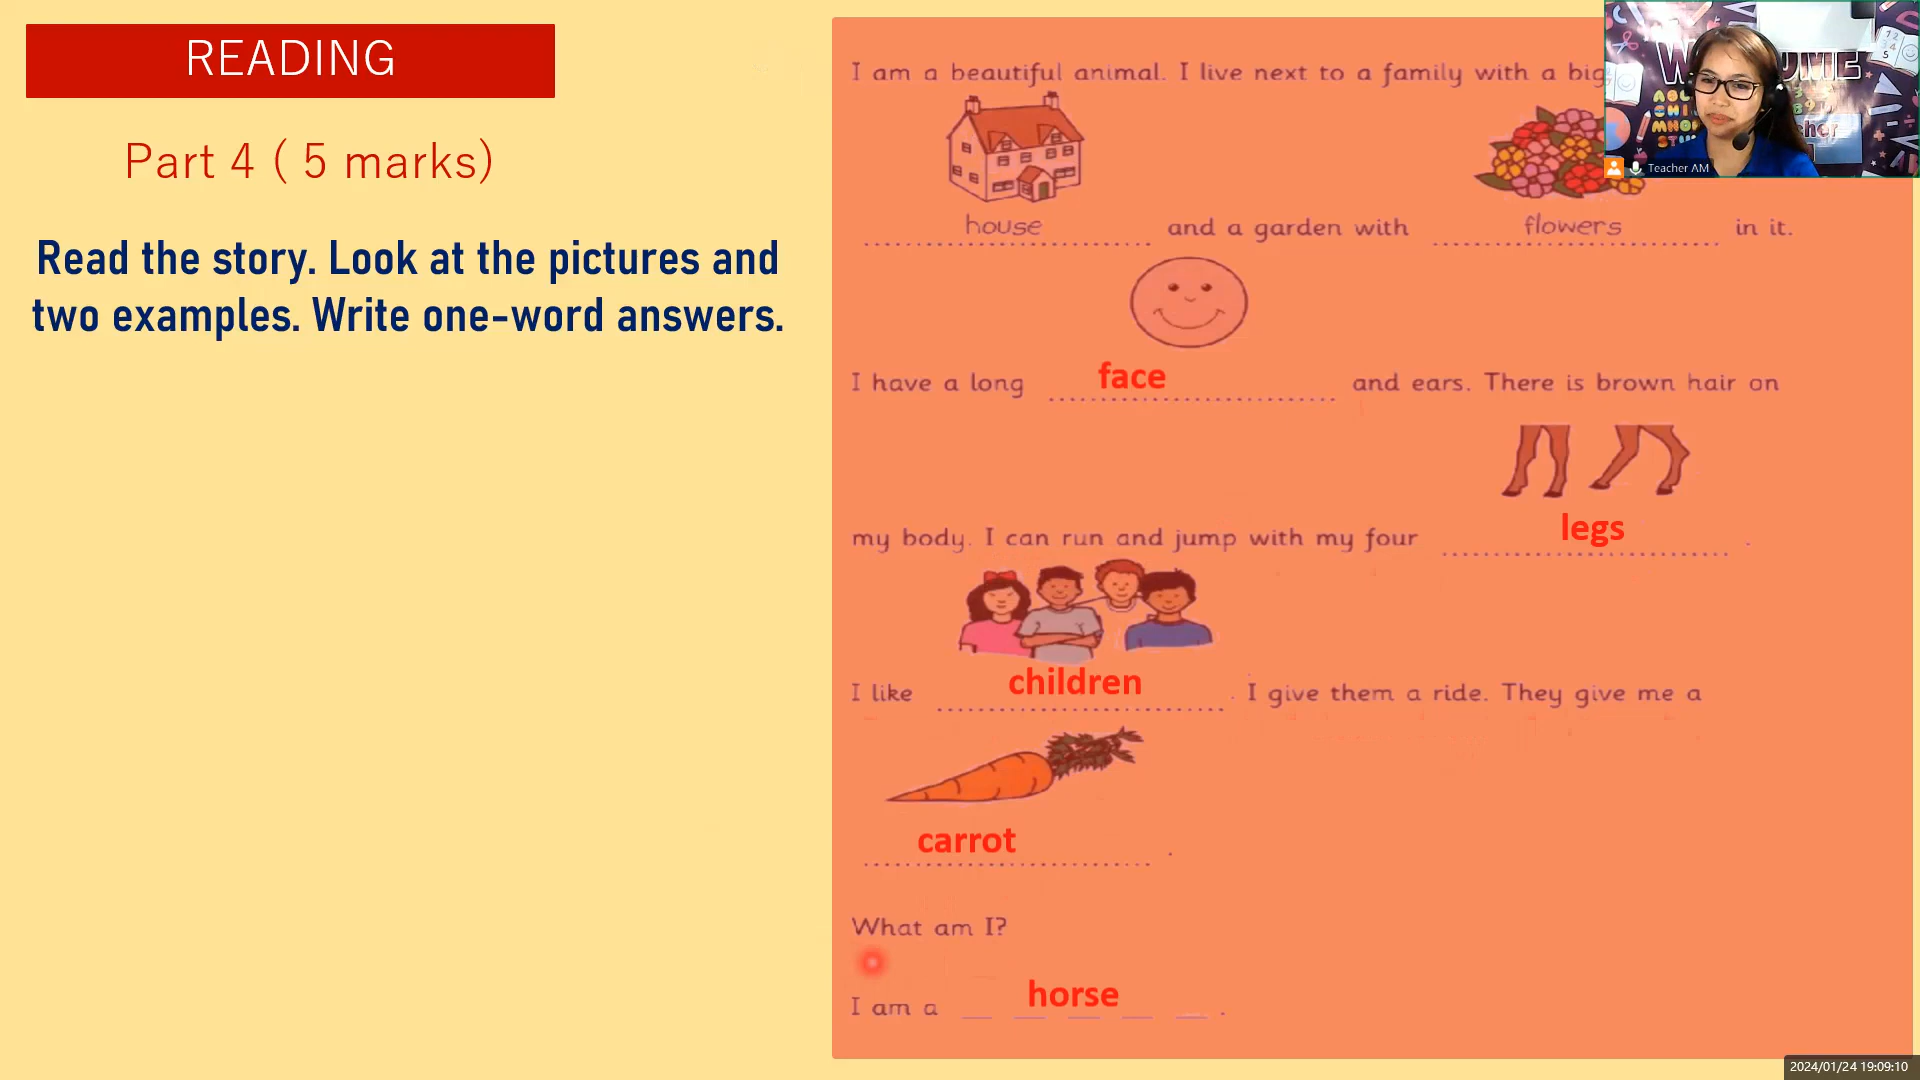 READING
Part 4 ( 5 marks)
Read the story. Look at the pictures and
two examples. Write one-word answers.
I am a beautiful animal. I live next to a family with a big
house and a garden with flowers in it.
I have a long face and ears. There is brown hair on
my body. I can run and jump with my four legs .
I like children . I give them a ride. They give me a
carrot .
What am I?
I am a horse .
Teacher AM
2024/01/24 19:09:10